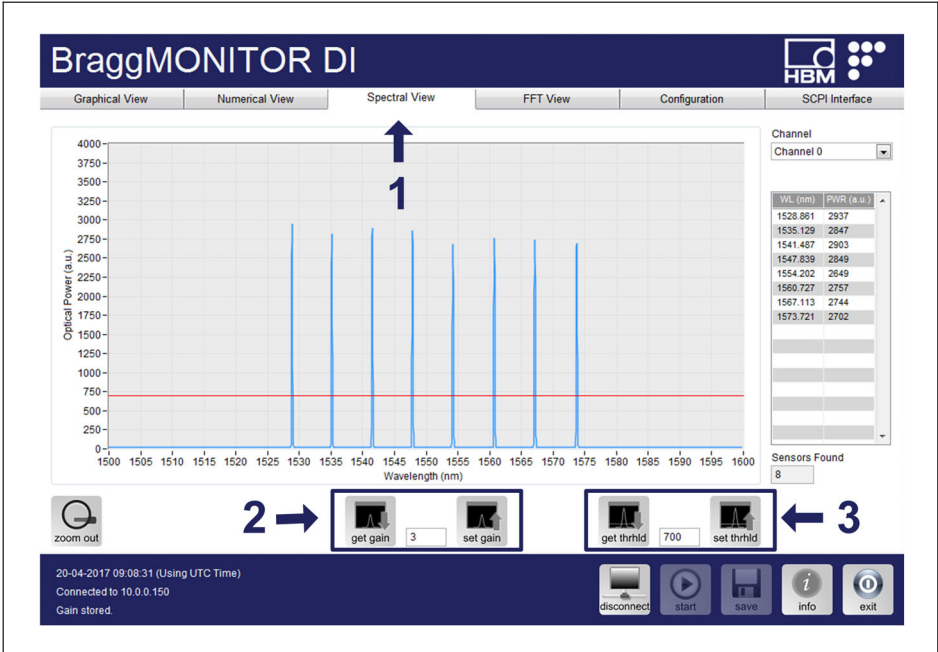 BraggMONITOR DI
HBM
Graphical View Numerical View Spectral View FFT View Configuration SCPI Interface
1
Optical Power (a.u.)
4000
3750
3500
3250
3000
2750
2500
2250
2000
1750
1500
1250
1000
750
500
250
0
1500 1505 1510 1515 1520 1525 1530 1535 1540 1545 1550 1555 1560 1565 1570 1575 1580 1585 1590 1595 1600
Wavelength (nm)
Channel
Channel 0
WL (nm) PWR (a.u.)
1528.861 2937
1535.129 2847
1541.487 2903
1547.839 2849
1554.202 2649
1560.727 2757
1567.113 2744
1573.721 2702
Sensors Found
8
zoom out
2
get gain 3 set gain
get thrhld 700 set thrhld
3
20-04-2017 09:08:31 (Using UTC Time)
Connected to 10.0.0.150
Gain stored.
disconnect start save info exit